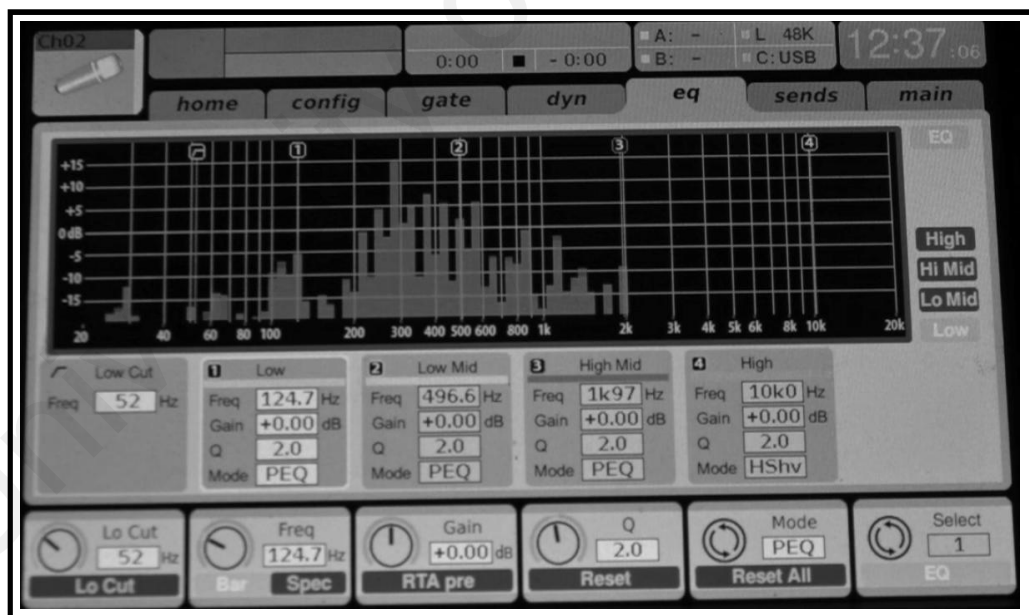 Ch02
0:00 - 0:00
A: - L 48K
B: - C: USB
12:37 :06
home config gate dyn eq sends main
EQ
+15
+10
+5
0 dB
-5
-10
-15
1 2 3 4
20 40 60 80 100 200 300 400 500 600 800 1k 2k 3k 4k 5k 6k 8k 10k 20k
High
Hi Mid
Lo Mid
Low
Low Cut
Freq 52 Hz
1 Low
Freq 124.7 Hz
Gain +0.00 dB
Q 2.0
Mode PEQ
2 Low Mid
Freq 496.6 Hz
Gain +0.00 dB
Q 2.0
Mode PEQ
3 High Mid
Freq 1k97 Hz
Gain +0.00 dB
Q 2.0
Mode PEQ
4 High
Freq 10k0 Hz
Gain +0.00 dB
Q 2.0
Mode HShv
Lo Cut
52 Hz
Lo Cut
Freq
124.7 Hz
Bar Spec
Gain
+0.00 dB
RTA pre
Q
2.0
Reset
Mode
PEQ
Reset All
Select
1
EQ